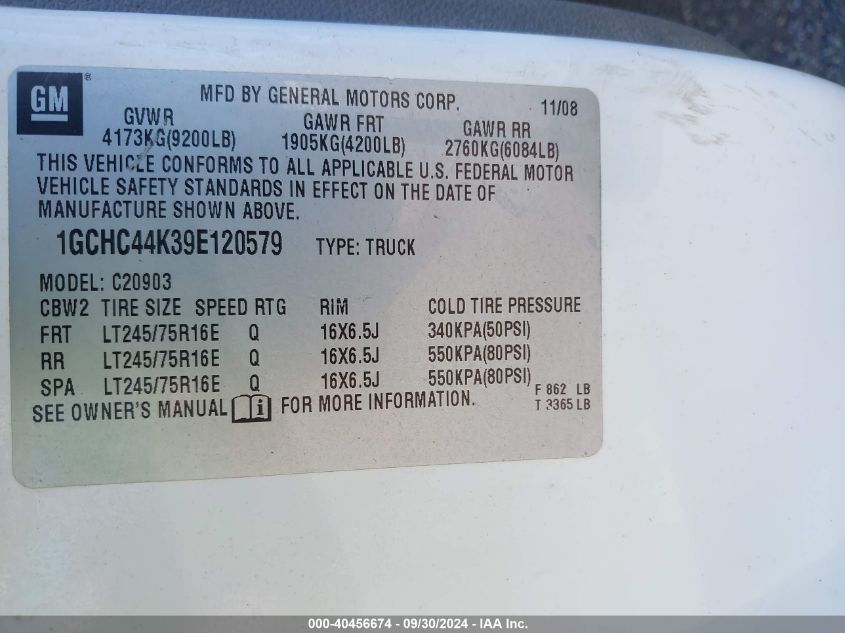 GM ®
MFD BY GENERAL MOTORS CORP. 11/08
GVWR GAWR FRT GAWR RR
4173KG(9200LB) 1905KG(4200LB) 2760KG(6084LB)
THIS VEHICLE CONFORMS TO ALL APPLICABLE U.S. FEDERAL MOTOR
VEHICLE SAFETY STANDARDS IN EFFECT ON THE DATE OF
MANUFACTURE SHOWN ABOVE.
1GCHC44K39E120579 TYPE: TRUCK
MODEL: C20903
CBW2 TIRE SIZE SPEED RTG RIM COLD TIRE PRESSURE
FRT LT245/75R16E Q 16X6.5J 340KPA(50PSI)
RR LT245/75R16E Q 16X6.5J 550KPA(80PSI)
SPA LT245/75R16E Q 16X6.5J 550KPA(80PSI)
SEE OWNER'S MANUAL i FOR MORE INFORMATION.
F 862 LB
T 3365 LB
000-40456674 - 09/30/2024 - IAA Inc.